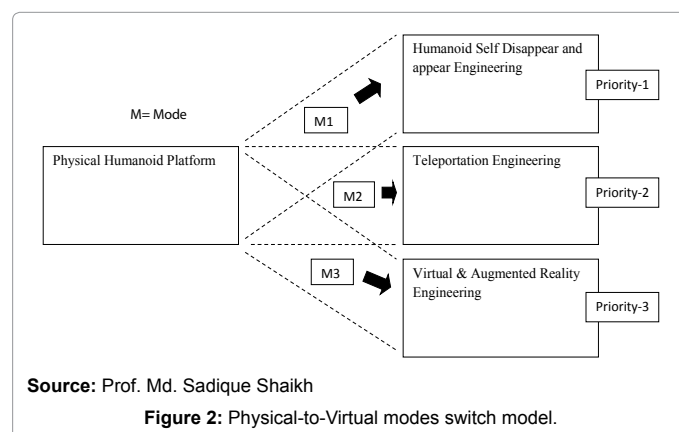 Humanoid Self Disappear and
appear Engineering
Priority-1
M= Mode
M1
Physical Humanoid Platform
Teleportation Engineering
M2
Priority-2
M3
Virtual & Augmented Reality
Engineering
Priority-3
Source: Prof. Md. Sadique Shaikh
Figure 2: Physical-to-Virtual modes switch model.